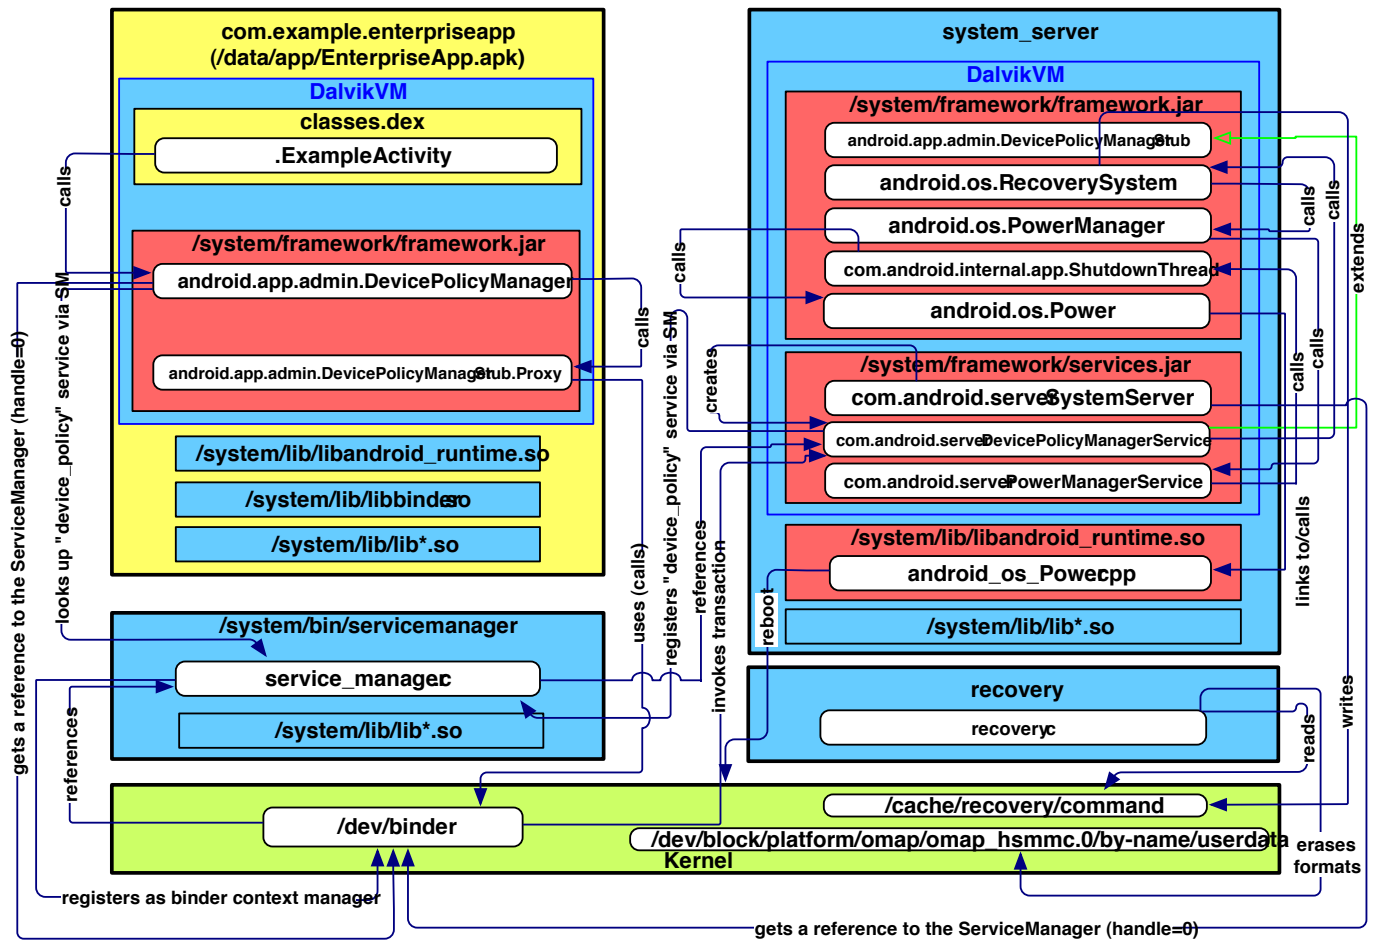 com.example.enterpriseapp
(/data/app/EnterpriseApp.apk)
DalvikVM
classes.dex
.ExampleActivity
/system/framework/framework.jar
android.app.admin.DevicePolicyManager
android.app.admin.DevicePolicyManager.Stub.Proxy
/system/lib/libandroid_runtime.so
/system/lib/libbinder.so
/system/lib/lib*.so
calls
calls
looks up "device_policy" service via SM
gets a reference to the ServiceManager (handle=0)
uses (calls)
/system/bin/servicemanager
service_manager.c
/system/lib/lib*.so
references
registers as binder context manager
system_server
DalvikVM
/system/framework/framework.jar
android.app.admin.DevicePolicyManager.Stub
android.os.RecoverySystem
android.os.PowerManager
com.android.internal.app.ShutdownThread
android.os.Power
/system/framework/services.jar
com.android.server.SystemServer
com.android.server.DevicePolicyManagerService
com.android.server.PowerManagerService
/system/lib/libandroid_runtime.so
android_os_Power.cpp
/system/lib/lib*.so
calls
creates
registers "device_policy" service via SM
references
invokes transaction
reboot
calls
calls
extends
calls
calls
links to/calls
writes
recovery
recovery.c
reads
erases
formats
/dev/binder
/cache/recovery/command
/dev/block/platform/omap/omap_hsmmc.0/by-name/userdata
Kernel
gets a reference to the ServiceManager (handle=0)